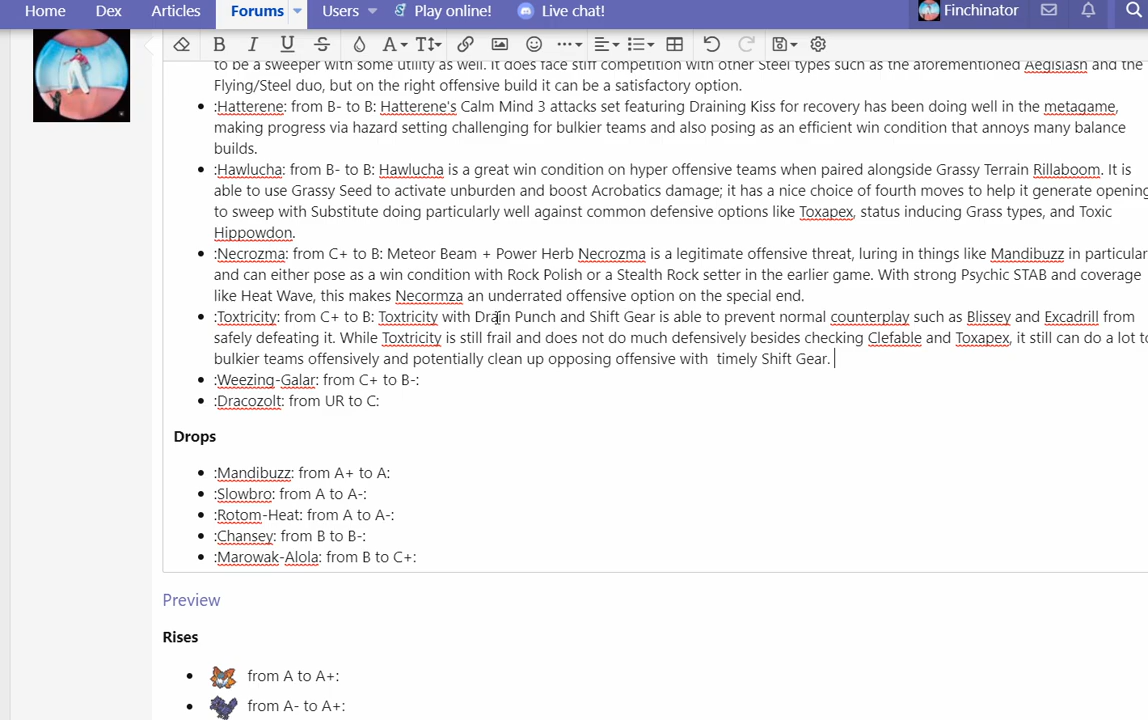 Home Dex Articles Forums Users Play online! Live chat! Finchinator
to be a sweeper with some utility as well. It does face stiff competition with other Steel types such as the aforementioned Aegislash and the
Flying/Steel duo, but on the right offensive build it can be a satisfactory option.
:Hatterene: from B- to B: Hatterene's Calm Mind 3 attacks set featuring Draining Kiss for recovery has been doing well in the metagame,
making progress via hazard setting challenging for bulkier teams and also posing as an efficient win condition that annoys many balance
builds.
:Hawlucha: from B- to B: Hawlucha is a great win condition on hyper offensive teams when paired alongside Grassy Terrain Rillaboom. It is
able to use Grassy Seed to activate unburden and boost Acrobatics damage; it has a nice choice of fourth moves to help it generate opening
to sweep with Substitute doing particularly well against common defensive options like Toxapex, status inducing Grass types, and Toxic
Hippowdon.
:Necrozma: from C+ to B: Meteor Beam + Power Herb Necrozma is a legitimate offensive threat, luring in things like Mandibuzz in particular
and can either pose as a win condition with Rock Polish or a Stealth Rock setter in the earlier game. With strong Psychic STAB and coverage
like Heat Wave, this makes Necormza an underrated offensive option on the special end.
:Toxtricity: from C+ to B: Toxtricity with Drain Punch and Shift Gear is able to prevent normal counterplay such as Blissey and Excadrill from
safely defeating it. While Toxtricity is still frail and does not do much defensively besides checking Clefable and Toxapex, it still can do a lot to
bulkier teams offensively and potentially clean up opposing offensive with timely Shift Gear.
:Weezing-Galar: from C+ to B-:
:Dracozolt: from UR to C:
Drops
:Mandibuzz: from A+ to A:
:Slowbro: from A to A-:
:Rotom-Heat: from A to A-:
:Chansey: from B to B-:
:Marowak-Alola: from B to C+:
Preview
Rises
from A to A+:
from A- to A+: